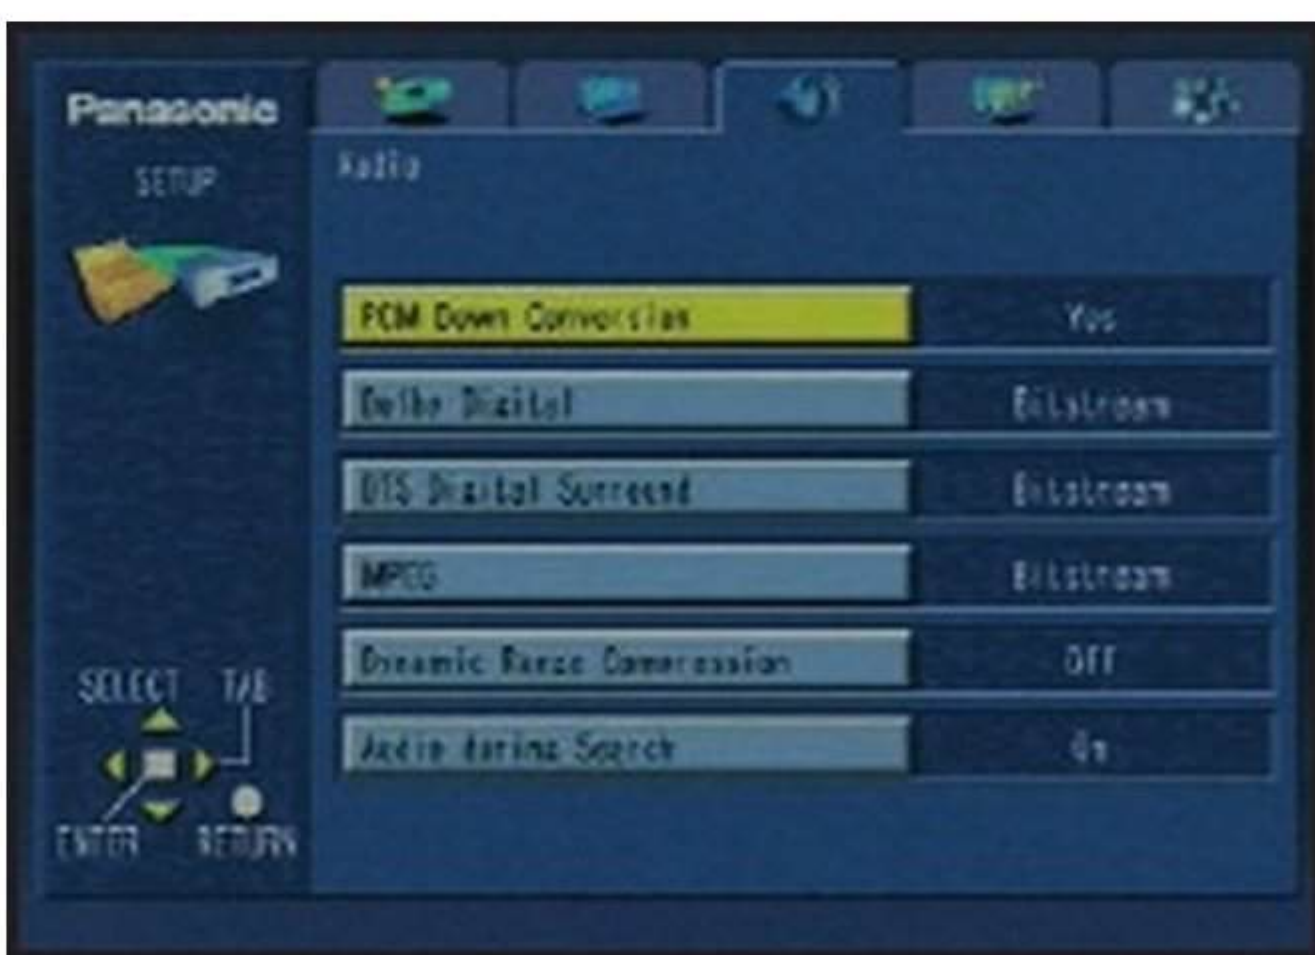 Panasonic
SETUP
Audio
PCM Down Conversion Yes
Dolby Digital Bitstream
DTS Digital Surround Bitstream
MPEG Bitstream
Dynamic Range Compression Off
Audio during Search On
SELECT TAB
ENTER RETURN